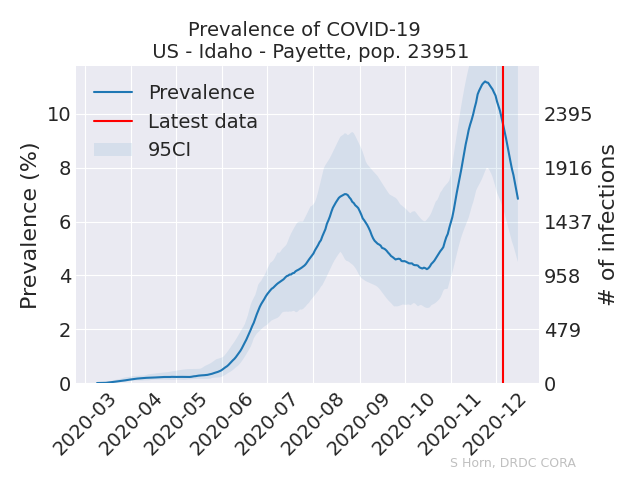 Prevalence of COVID-19
US - Idaho - Payette, pop. 23951
Prevalence
Latest data
95CI
Prevalence (%)
10
8
6
4
2
0
2395
1916
1437
958
479
0
# of infections
2020-03
2020-04
2020-05
2020-06
2020-07
2020-08
2020-09
2020-10
2020-11
2020-12
S Horn, DRDC CORA